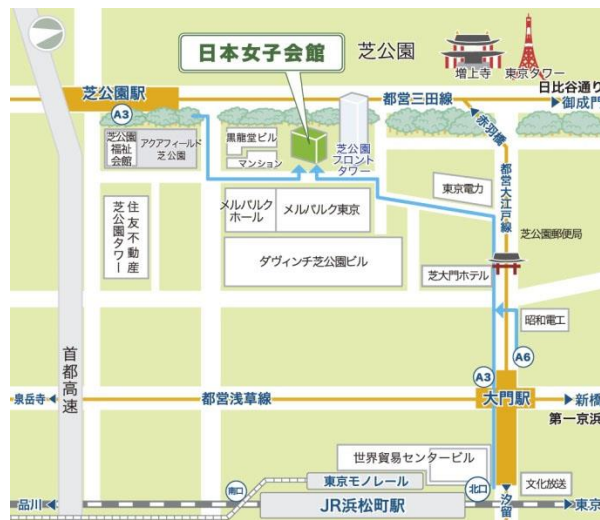 日本女子会館
芝公園
増上寺
東京タワー
日比谷通り
芝公園駅
都営三田線
御成門
A3
赤羽橋
芝公園
福祉
会館
アクアフィールド
芝公園
黒龍堂ビル
マンション
芝公園
フロント
タワー
東京電力
都営大江戸線
住友不動産
芝公園タワー
メルパルク
ホール
メルパルク東京
芝公園郵便局
ダヴィンチ芝公園ビル
芝大門ホテル
昭和電工
首都高速
A6
A3
泉岳寺
都営浅草線
大門駅
新橋
第一京浜
世界貿易センタービル
東京モノレール
南口
北口
文化放送
品川
JR浜松町駅
汐留
東京